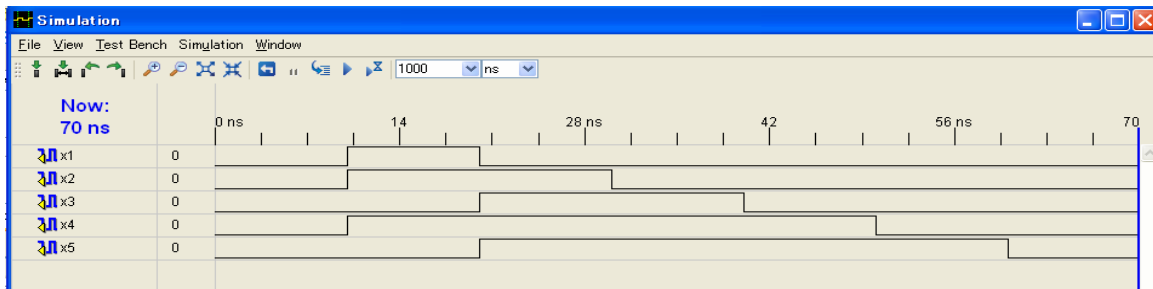 Simulation
File View Test Bench Simulation Window
1000 ns
Now:
70 ns
0 ns 14 28 ns 42 56 ns 70
x1 0
x2 0
x3 0
x4 0
x5 0